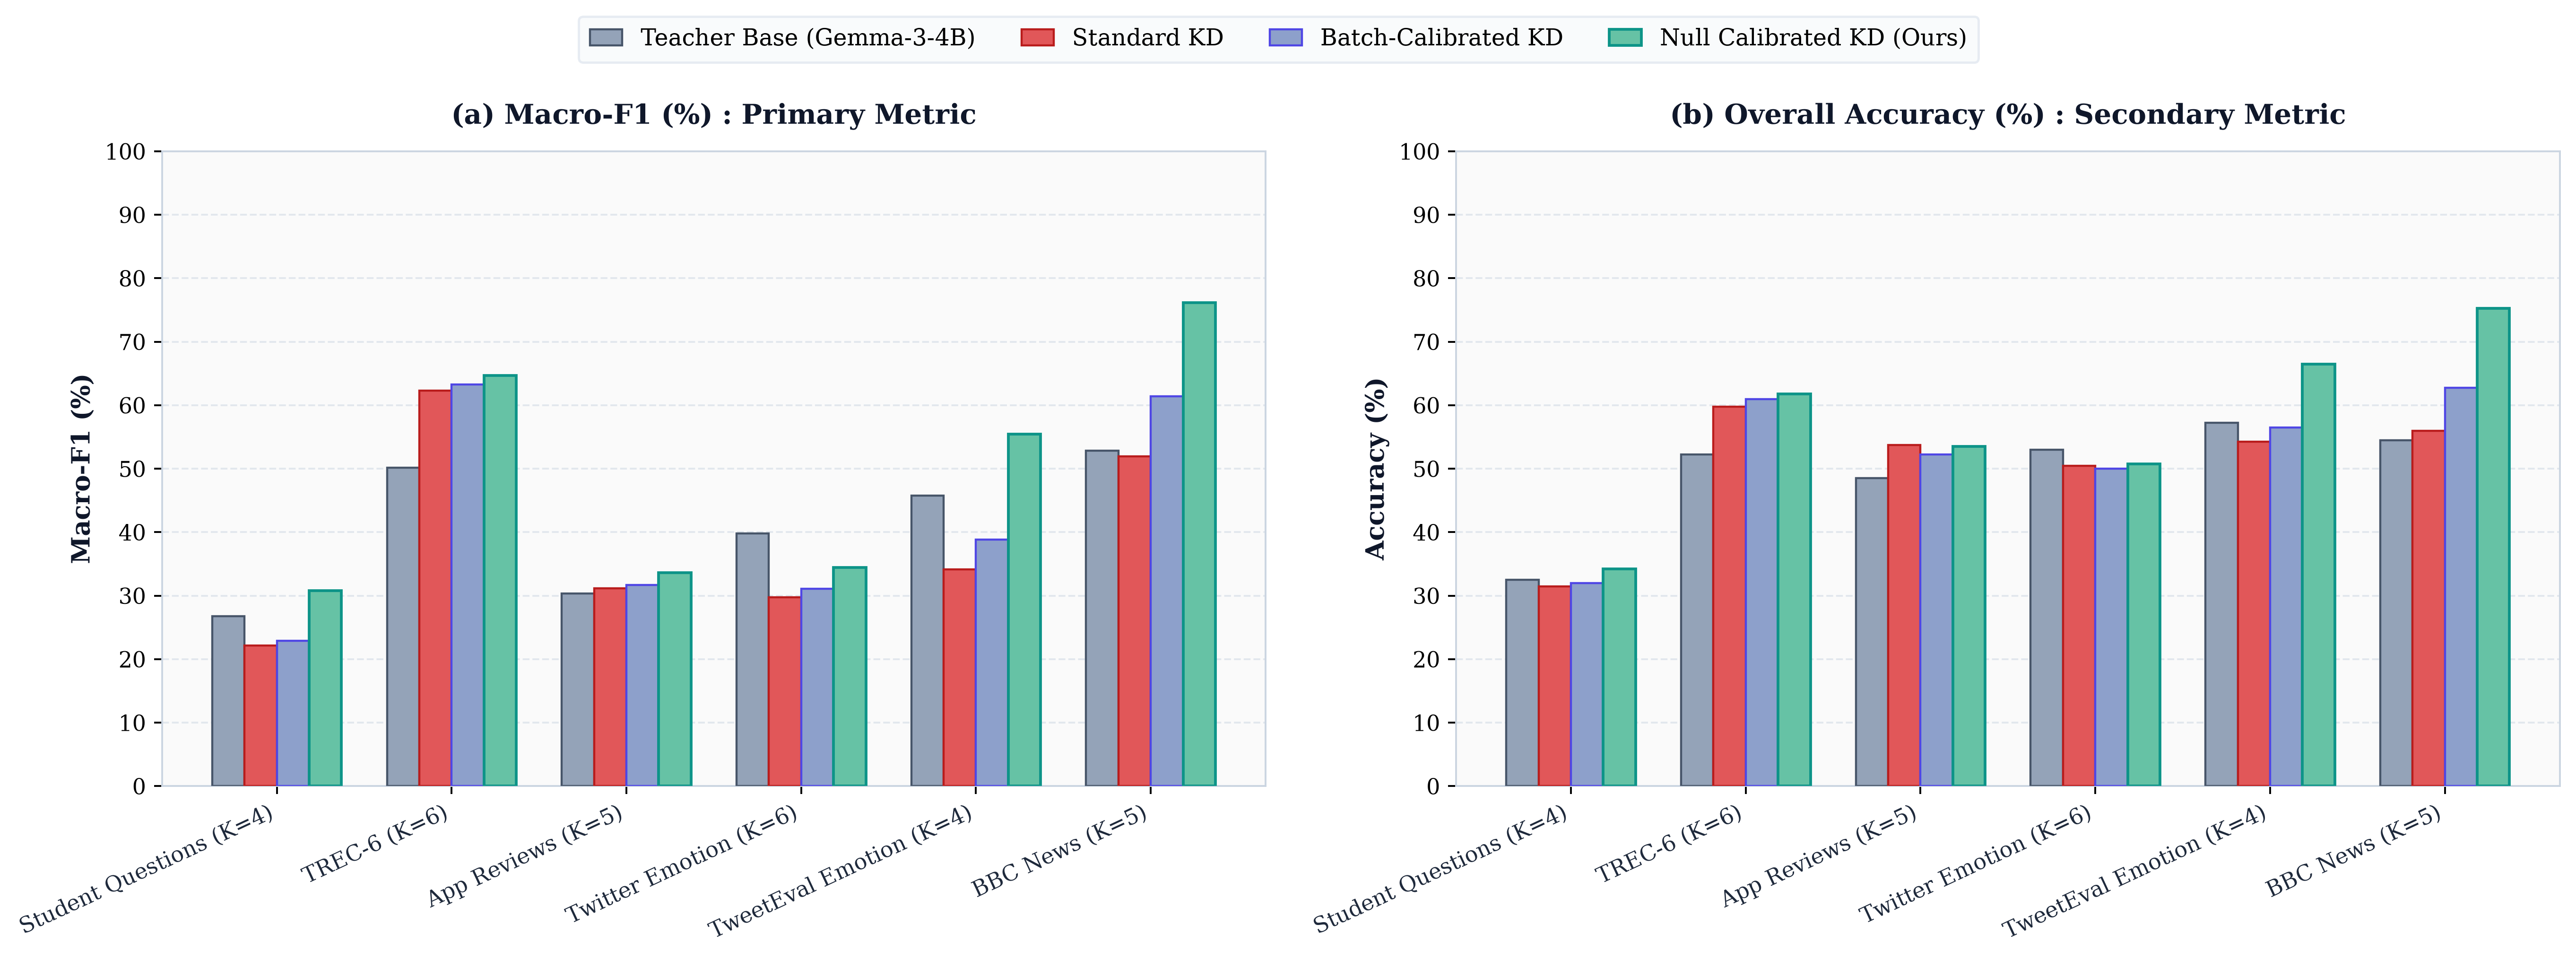 Teacher Base (Gemma-3-4B) Standard KD Batch-Calibrated KD Null Calibrated KD (Ours)
(a) Macro-F1 (%) : Primary Metric
Macro-F1 (%)
100
90
80
70
60
50
40
30
20
10
0
Student Questions (K=4)
TREC-6 (K=6)
App Reviews (K=5)
Twitter Emotion (K=6)
TweetEval Emotion (K=4)
BBC News (K=5)
(b) Overall Accuracy (%) : Secondary Metric
Accuracy (%)
100
90
80
70
60
50
40
30
20
10
0
Student Questions (K=4)
TREC-6 (K=6)
App Reviews (K=5)
Twitter Emotion (K=6)
TweetEval Emotion (K=4)
BBC News (K=5)